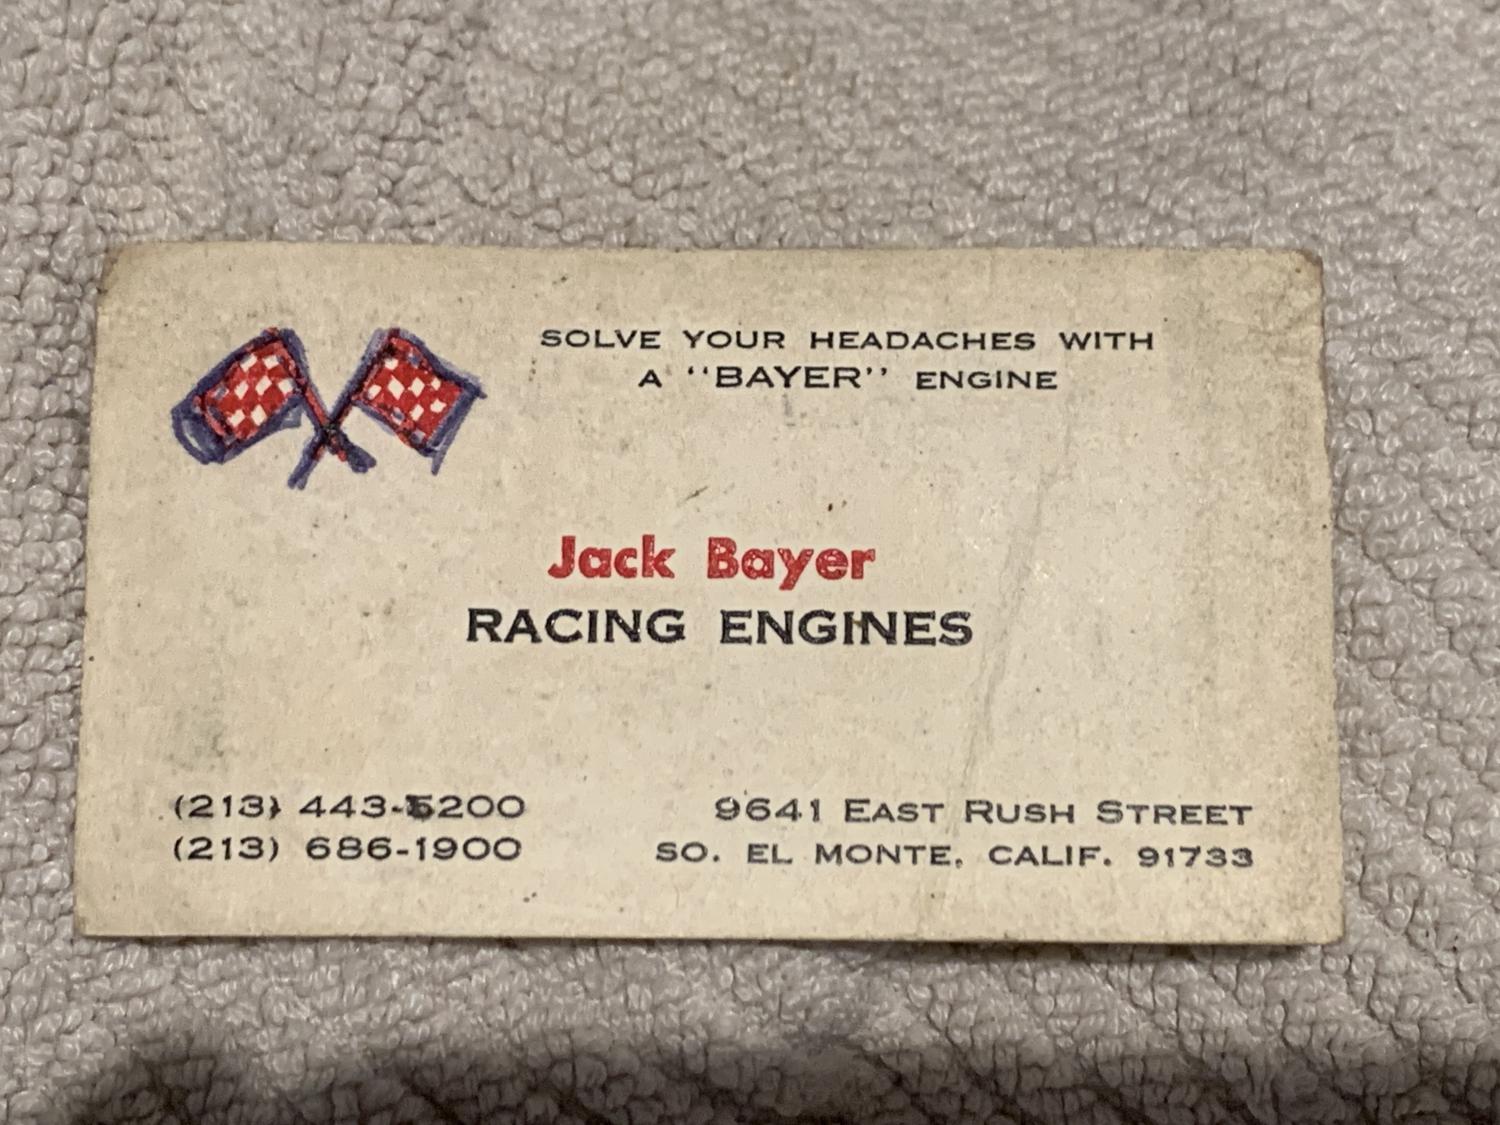 SOLVE YOUR HEADACHES WITH
A "BAYER" ENGINE
Jack Bayer
RACING ENGINES
(213) 443-5200
(213) 686-1900
9641 EAST RUSH STREET
SO. EL MONTE, CALIF. 91733